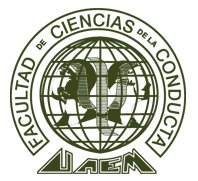 FACULTAD DE CIENCIAS DE LA CONDUCTA
UAEM